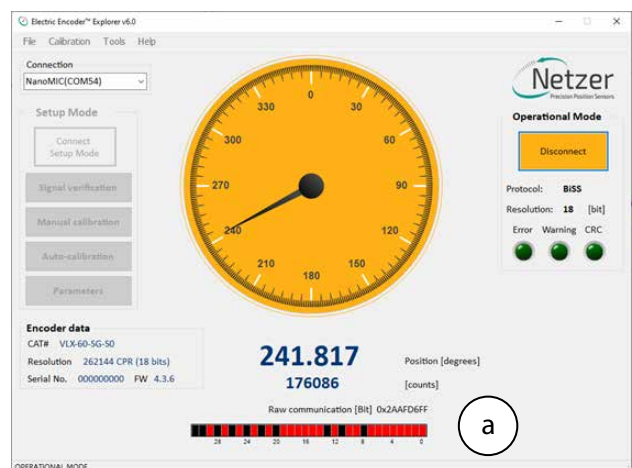 Electric Encoder™ Explorer v6.0
File Calibration Tools Help
Connection
NanoMIC(COM54)
Setup Mode
Connect
Setup Mode
Signal verification
Manual calibration
Auto-calibration
Parameters
Encoder data
CAT# VLX-60-SG-S0
Resolution 262144 CPR (18 bits)
Serial No. 000000000 FW 4.3.6
0
30
60
90
120
150
180
210
240
270
300
330
241.817 Position [degrees]
176086 [counts]
Raw communication [Bit] 0x2AAFD6FF
28 24 20 16 12 8 4 0
a
Netzer
Precision Position Sensors
Operational Mode
Disconnect
Protocol: BiSS
Resolution: 18 [bit]
Error Warning CRC
OPERATIONAL MODE